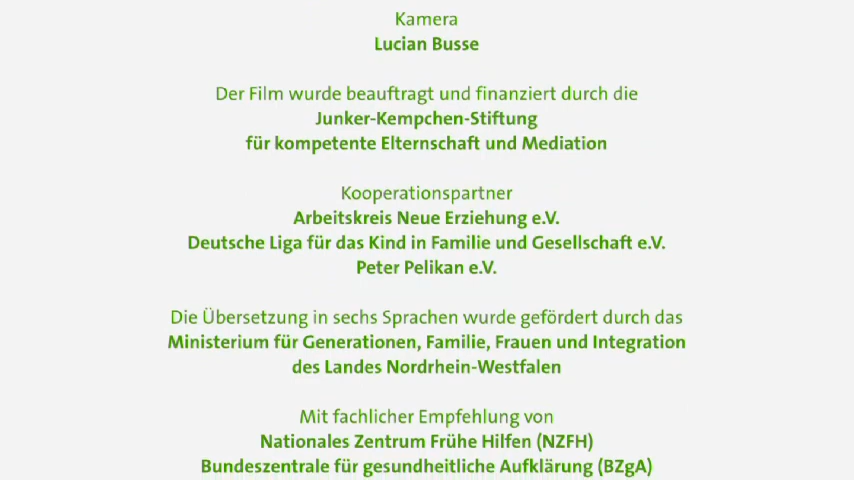 Kamera
Lucian Busse
Der Film wurde beauftragt und finanziert durch die
Junker-Kempchen-Stiftung
für kompetente Elternschaft und Mediation
Kooperationspartner
Arbeitskreis Neue Erziehung e.V.
Deutsche Liga für das Kind in Familie und Gesellschaft e.V.
Peter Pelikan e.V.
Die Übersetzung in sechs Sprachen wurde gefördert durch das
Ministerium für Generationen, Familie, Frauen und Integration
des Landes Nordrhein-Westfalen
Mit fachlicher Empfehlung von
Nationales Zentrum Frühe Hilfen (NZFH)
Bundeszentrale für gesundheitliche Aufklärung (BZgA)